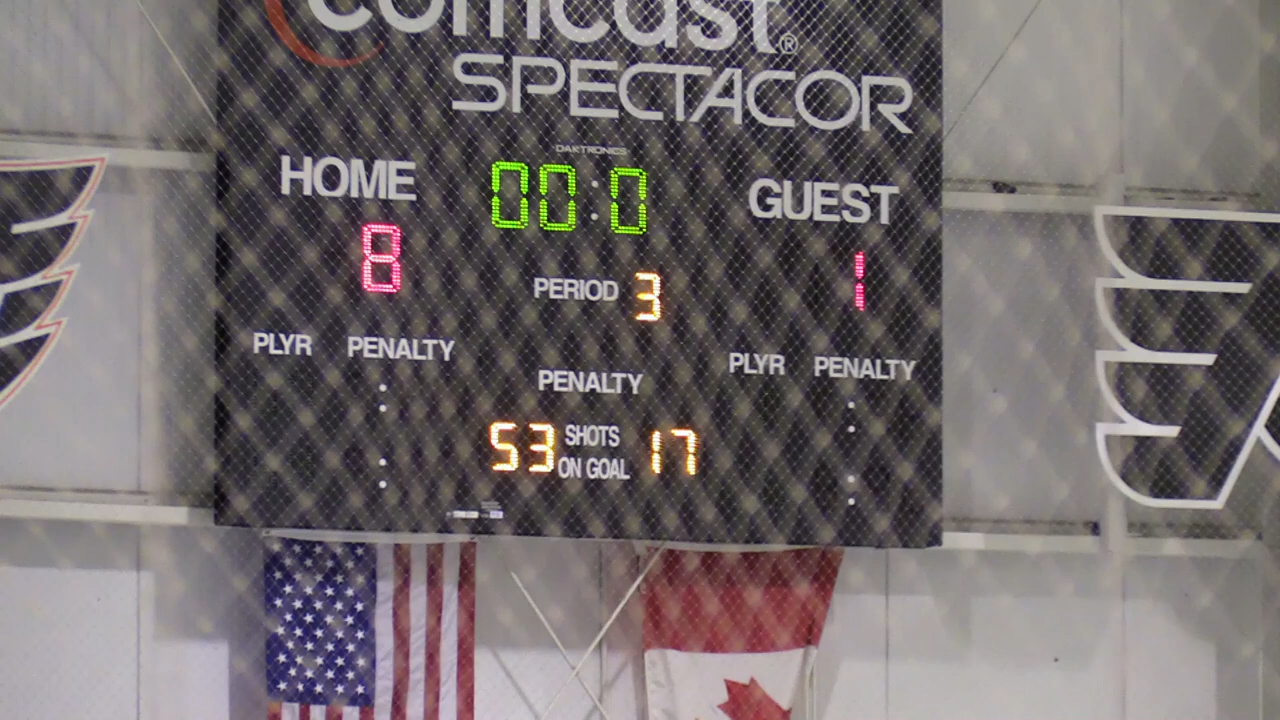 comcast®
SPECTACOR
DAKTRONICS
HOME 00:0 GUEST
8 PERIOD 3 1
PLYR PENALTY PENALTY PLYR PENALTY
53 SHOTS ON GOAL 17